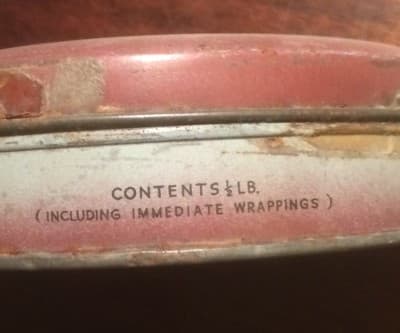 CONTENTS ½ LB.
( INCLUDING IMMEDIATE WRAPPINGS )